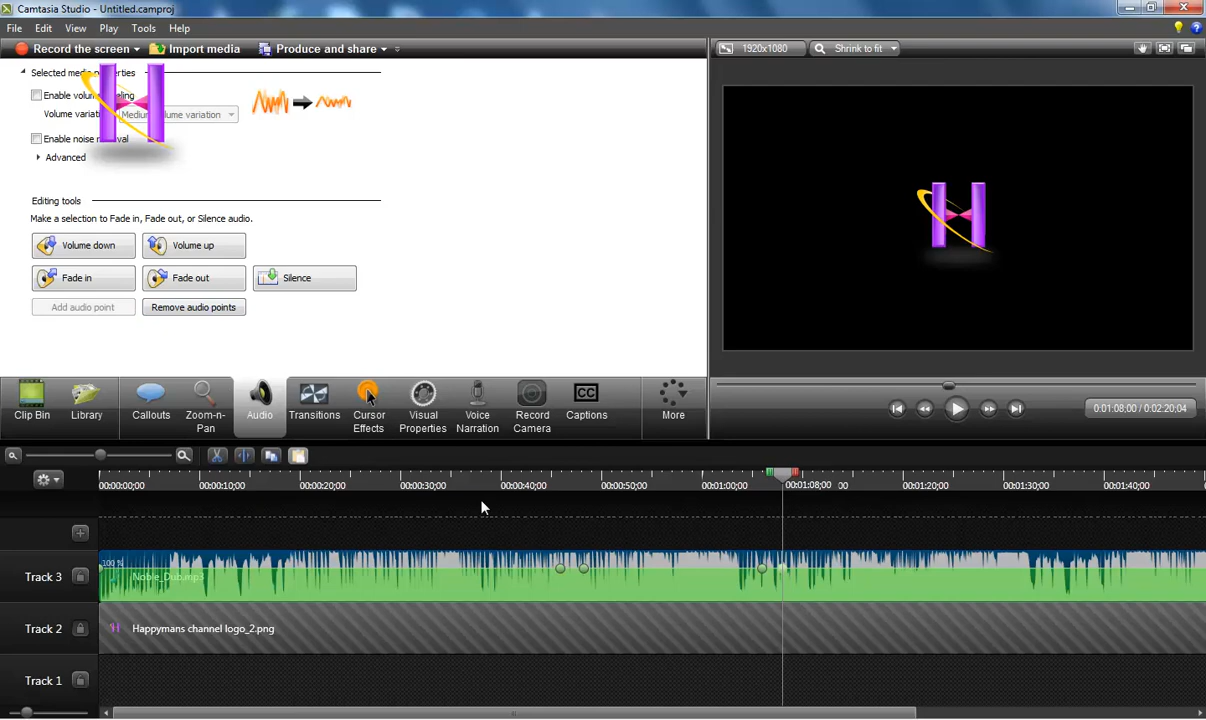 Camtasia Studio - Untitled.camproj
File Edit View Play Tools Help
Record the screen Import media Produce and share
1920x1080 Shrink to fit
Selected media properties
Enable volume leveling
Volume variation Medium volume variation
Enable noise removal
Advanced
Editing tools
Make a selection to Fade in, Fade out, or Silence audio.
Volume down Volume up
Fade in Fade out Silence
Add audio point Remove audio points
Clip Bin Library Callouts Zoom-n-Pan Audio Transitions Cursor Effects Visual Properties Voice Narration Record Camera CC Captions More
0:01:08;00 / 0:02:20;04
00:00:00;00 00:00:10;00 00:00:20;00 00:00:30;00 00:00:40;00 00:00:50;00 00:01:00;00 00:01:08;00 ;00 00:01:20;00 00:01:30;00 00:01:40;00
100 %
Track 3 Noble_Dub.mp3
Track 2 Happymans channel logo_2.png
Track 1